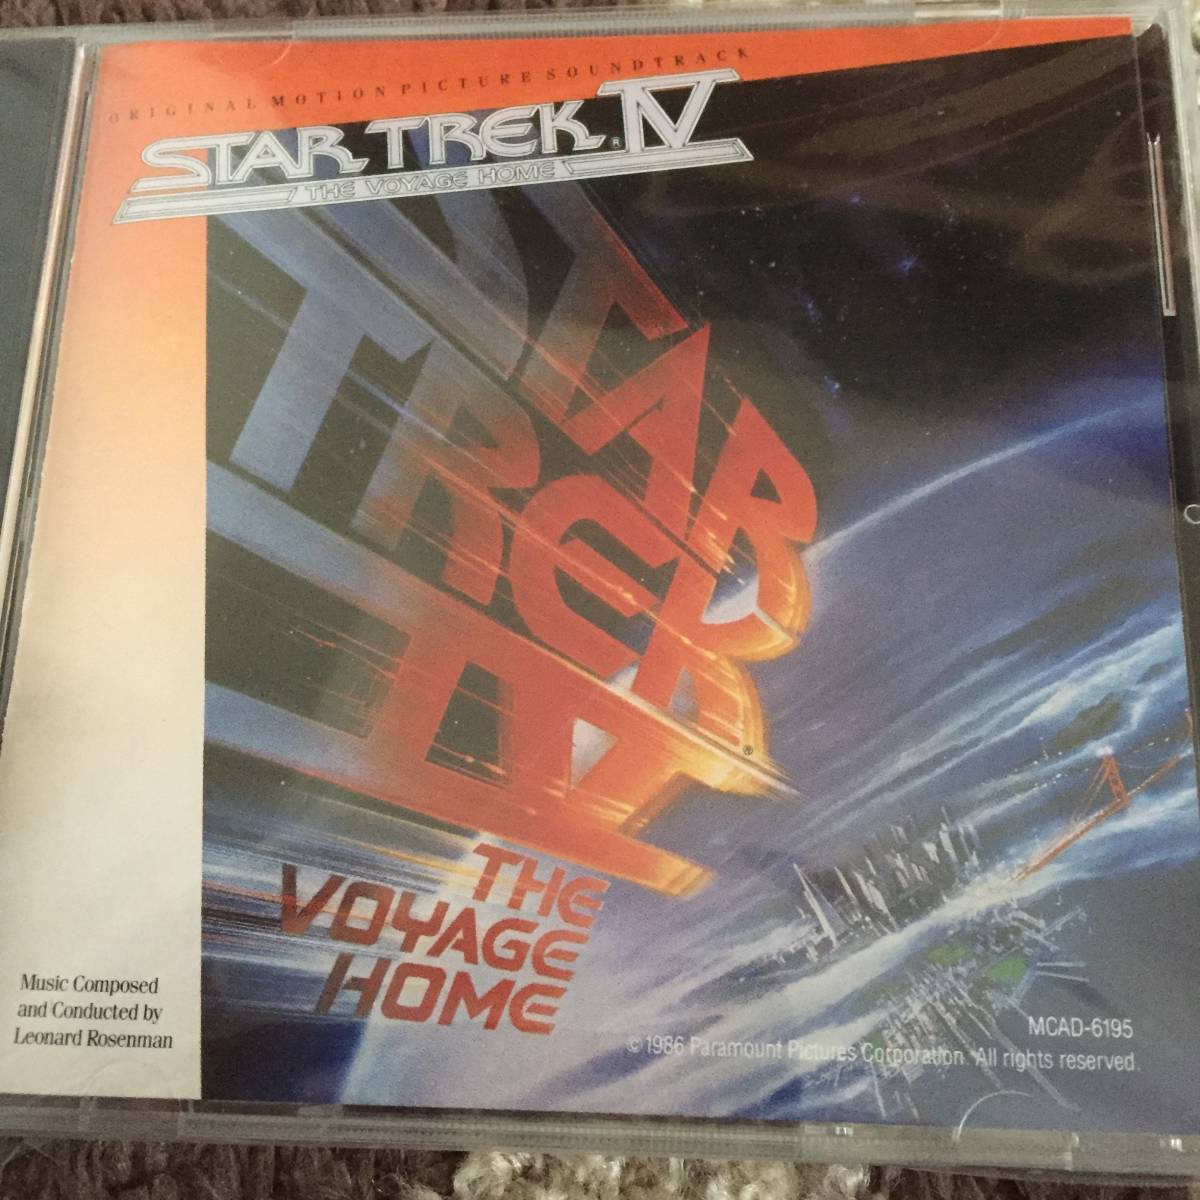 ORIGINAL MOTION PICTURE SOUNDTRACK
STAR TREK® IV
THE VOYAGE HOME
STAR
TREK
IV
®
THE
VOYAGE
HOME
Music Composed
and Conducted by
Leonard Rosenman
MCAD-6195
©1986 Paramount Pictures Corporation. All rights reserved.